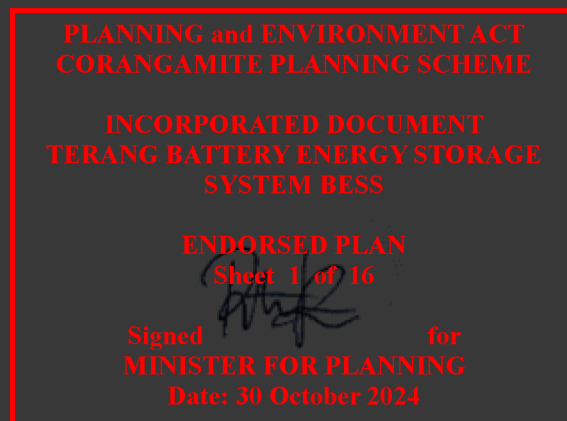 PLANNING and ENVIRONMENT ACT
CORANGAMITE PLANNING SCHEME
INCORPORATED DOCUMENT
TERANG BATTERY ENERGY STORAGE
SYSTEM BESS
ENDORSED PLAN
Sheet 1 of 16
Signed for
MINISTER FOR PLANNING
Date: 30 October 2024